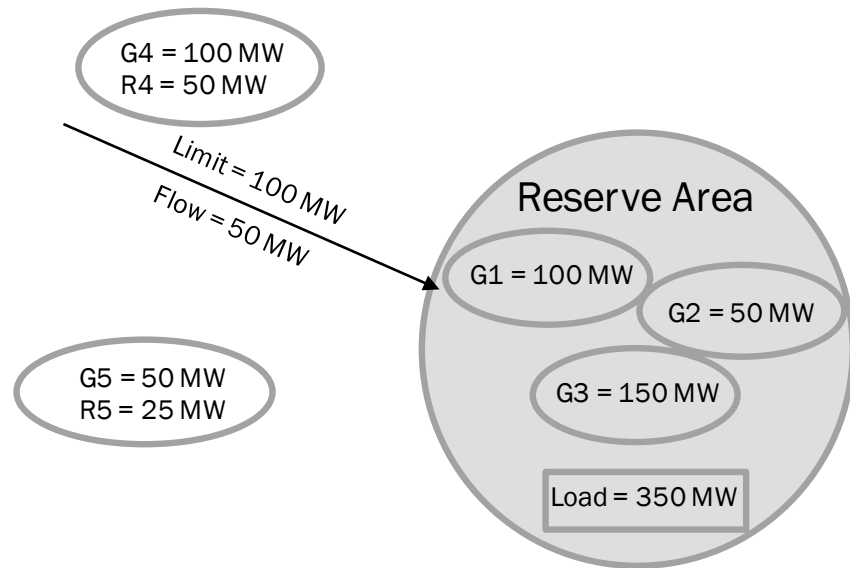 G4 = 100 MW
R4 = 50 MW
Limit = 100 MW
Flow = 50 MW
Reserve Area
G1 = 100 MW
G2 = 50 MW
G3 = 150 MW
G5 = 50 MW
R5 = 25 MW
Load = 350 MW